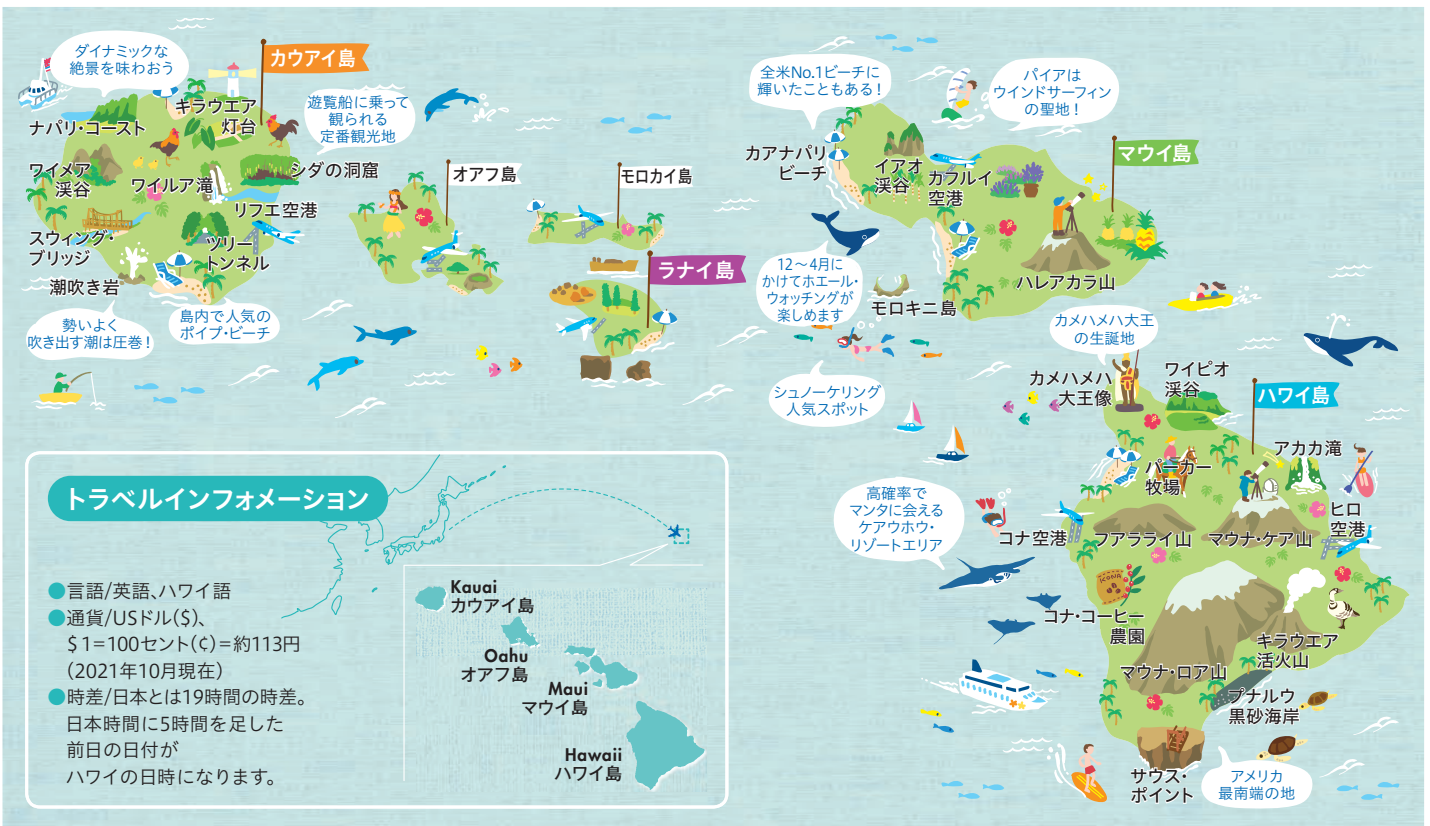 ダイナミックな
絶景を味わおう
カウアイ島
キラウエア
灯台
遊覧船に乗って
観られる
定番観光地
ナパリ・コースト
ワイメア
渓谷
ワイルア滝
シダの洞窟
リフエ空港
スウィング・
ブリッジ
ツリー
トンネル
潮吹き岩
勢いよく
吹き出す潮は圧巻!
島内で人気の
ポイプ・ビーチ
オアフ島
モロカイ島
ラナイ島
全米No.1ビーチに
輝いたこともある!
パイアは
ウインドサーフィン
の聖地!
マウイ島
カアナパリ
ビーチ
イアオ
渓谷
カフルイ
空港
ハレアカラ山
12〜4月に
かけてホエール・
ウォッチングが
楽しめます
モロキニ島
シュノーケリング
人気スポット
カメハメハ大王
の生誕地
カメハメハ
大王像
ワイピオ
渓谷
ハワイ島
アカカ滝
パーカー
牧場
ヒロ
空港
高確率で
マンタに会える
ケアウホウ・
リゾートエリア
コナ空港
フアラライ山
マウナ・ケア山
KONA
コナ・コーヒー
農園
キラウエア
活火山
マウナ・ロア山
プナルウ
黒砂海岸
サウス・
ポイント
アメリカ
最南端の地
トラベルインフォメーション
●言語/英語、ハワイ語
●通貨/USドル($)、
$1=100セント(¢)=約113円
(2021年10月現在)
●時差/日本とは19時間の時差。
日本時間に5時間を足した
前日の日付が
ハワイの日時になります。
Kauai
カウアイ島
Oahu
オアフ島
Maui
マウイ島
Hawaii
ハワイ島